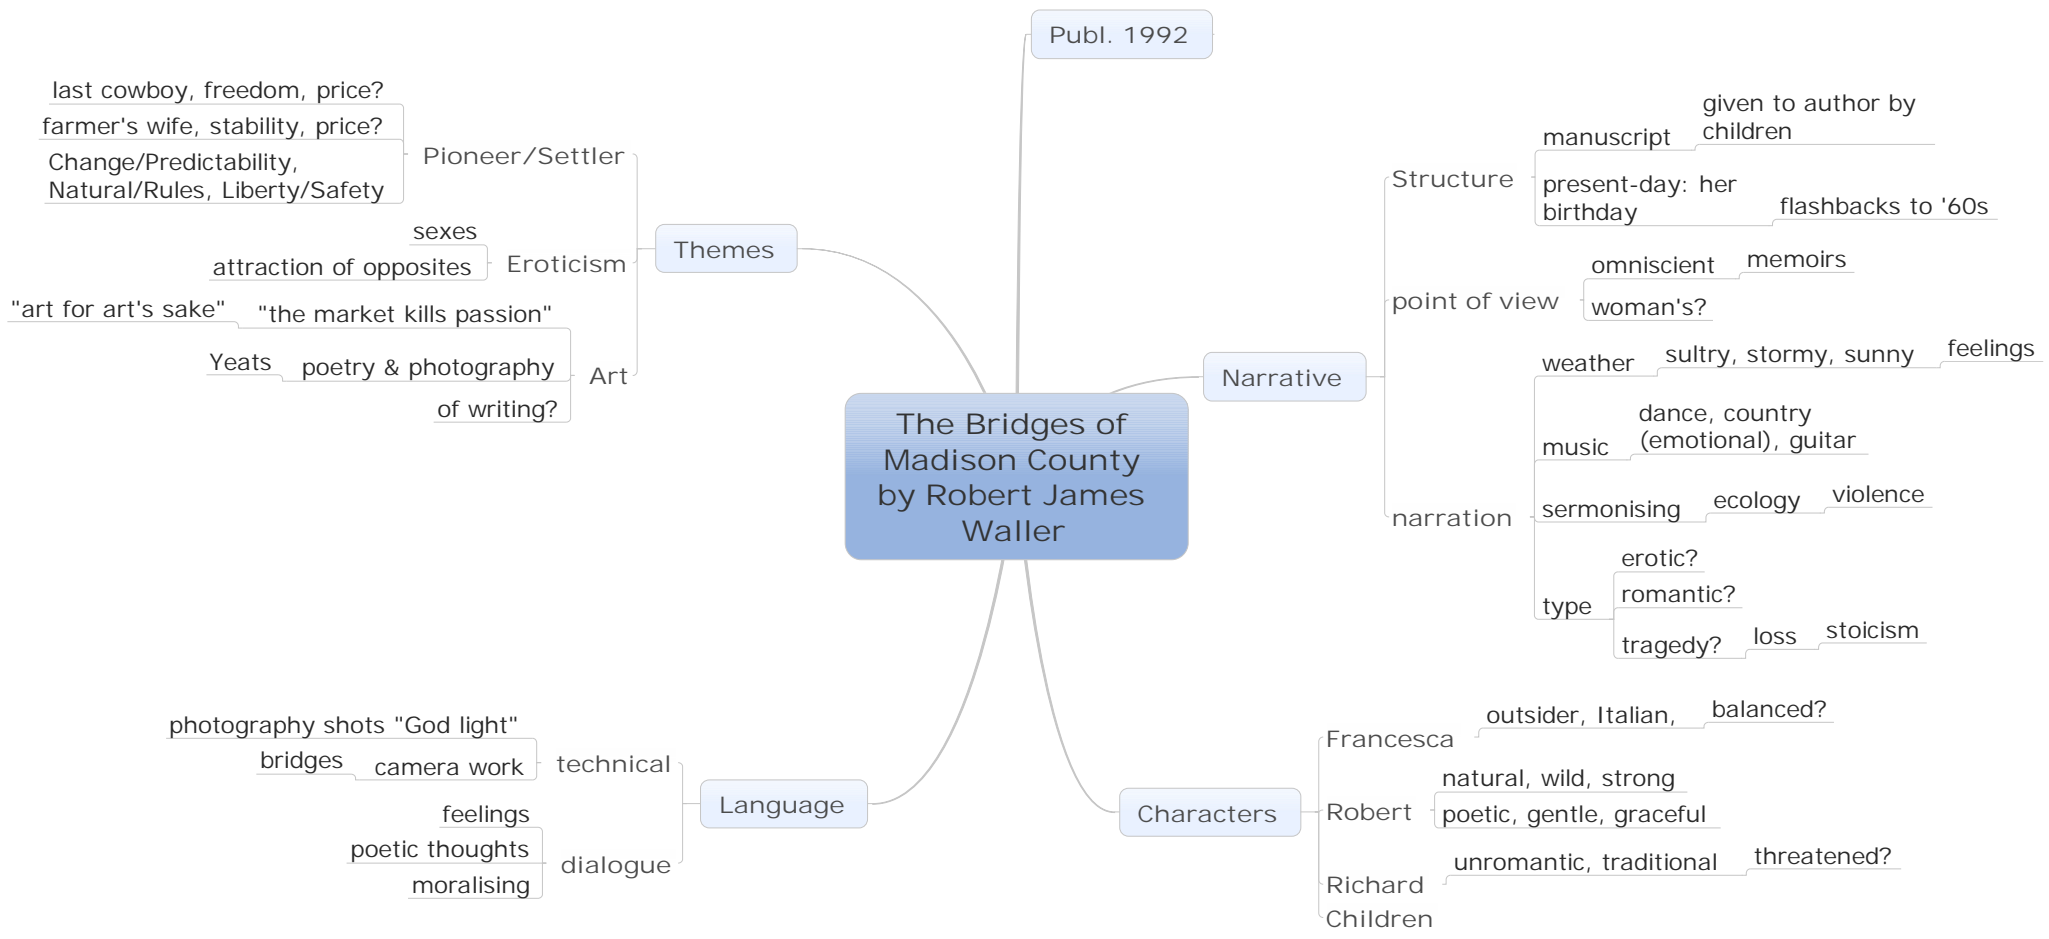 Publ. 1992
The Bridges of
Madison County
by Robert James
Waller
Themes
Pioneer/Settler
last cowboy, freedom, price?
farmer's wife, stability, price?
Change/Predictability,
Natural/Rules, Liberty/Safety
Eroticism
sexes
attraction of opposites
Art
"the market kills passion"
"art for art's sake"
poetry & photography
Yeats
of writing?
Narrative
Structure
manuscript
given to author by
children
present-day: her
birthday
flashbacks to '60s
point of view
omniscient
memoirs
woman's?
narration
weather
sultry, stormy, sunny
feelings
music
dance, country
(emotional), guitar
sermonising
ecology
violence
type
erotic?
romantic?
tragedy?
loss
stoicism
Language
technical
photography shots "God light"
camera work
bridges
dialogue
feelings
poetic thoughts
moralising
Characters
Francesca
outsider, Italian,
balanced?
Robert
natural, wild, strong
poetic, gentle, graceful
Richard
unromantic, traditional
threatened?
Children